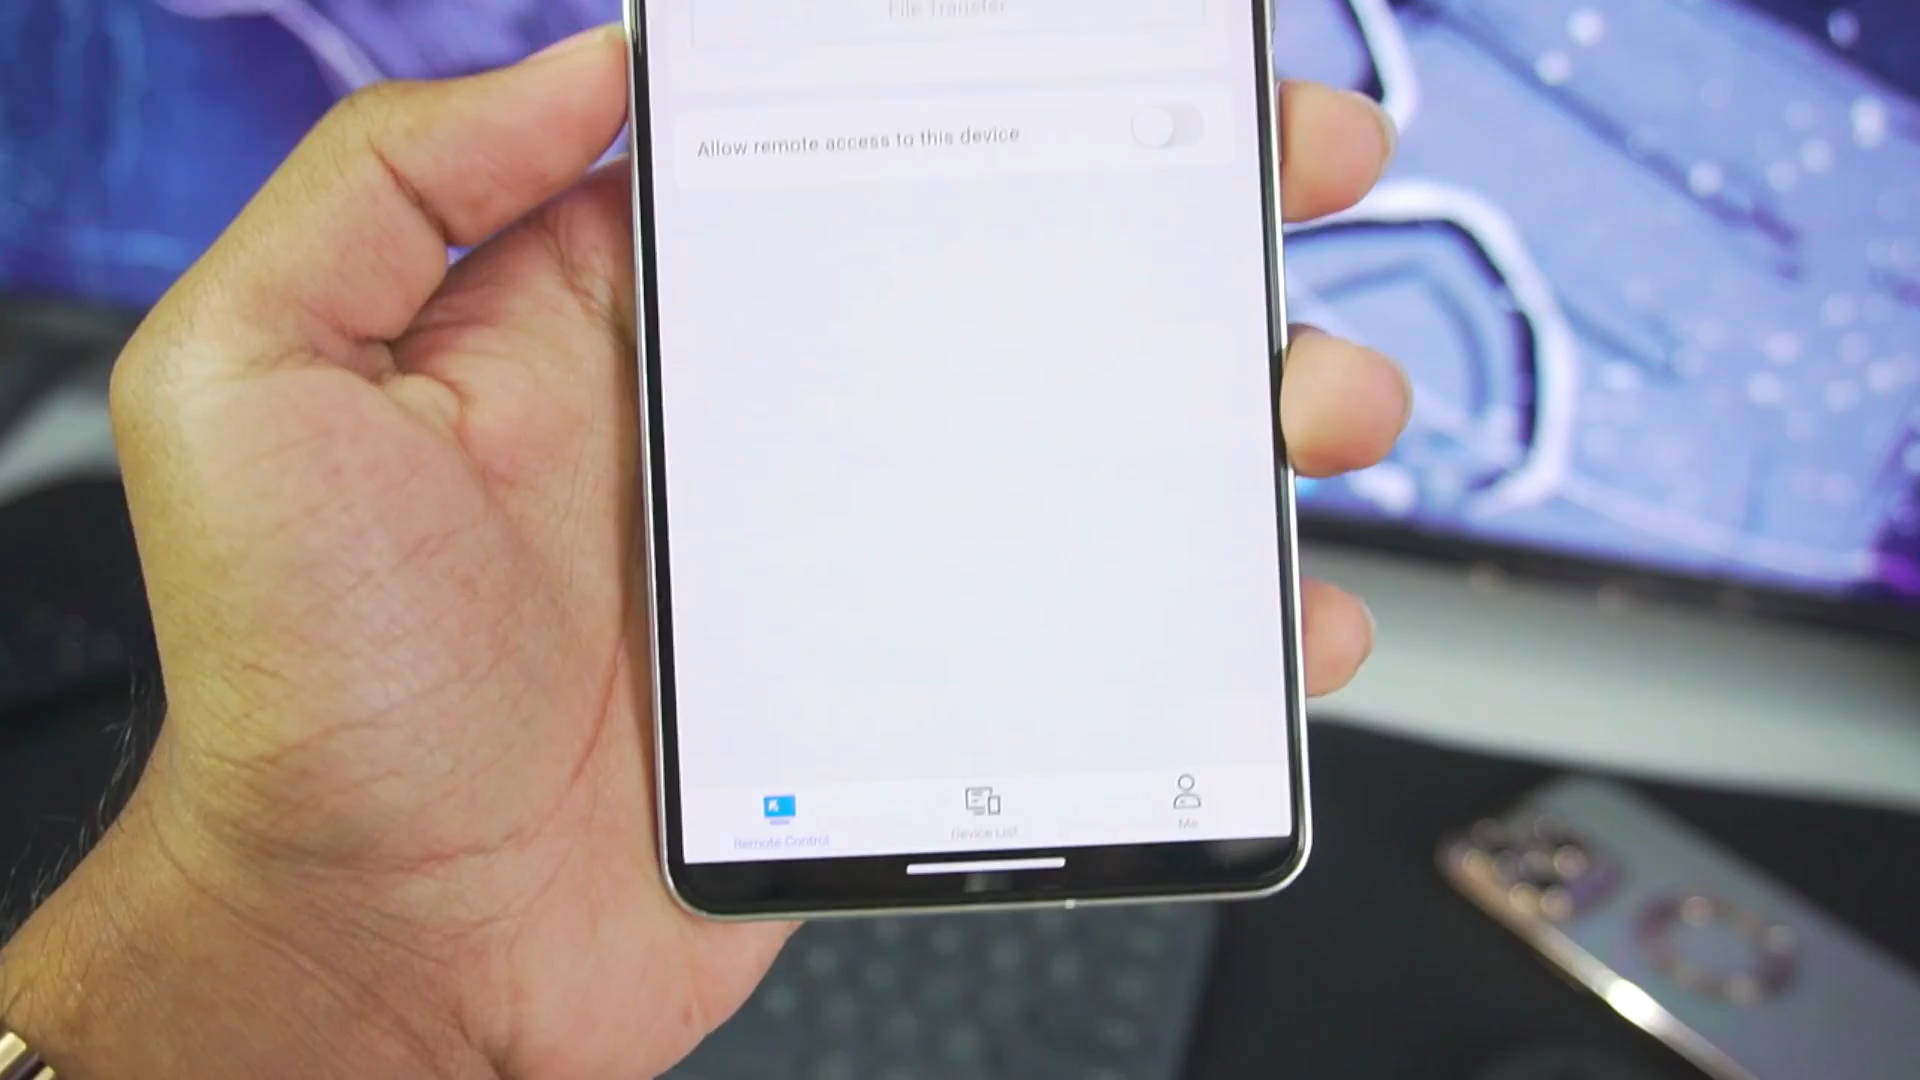 File Transfer
Allow remote access to this device
Remote Control
Device List
Me